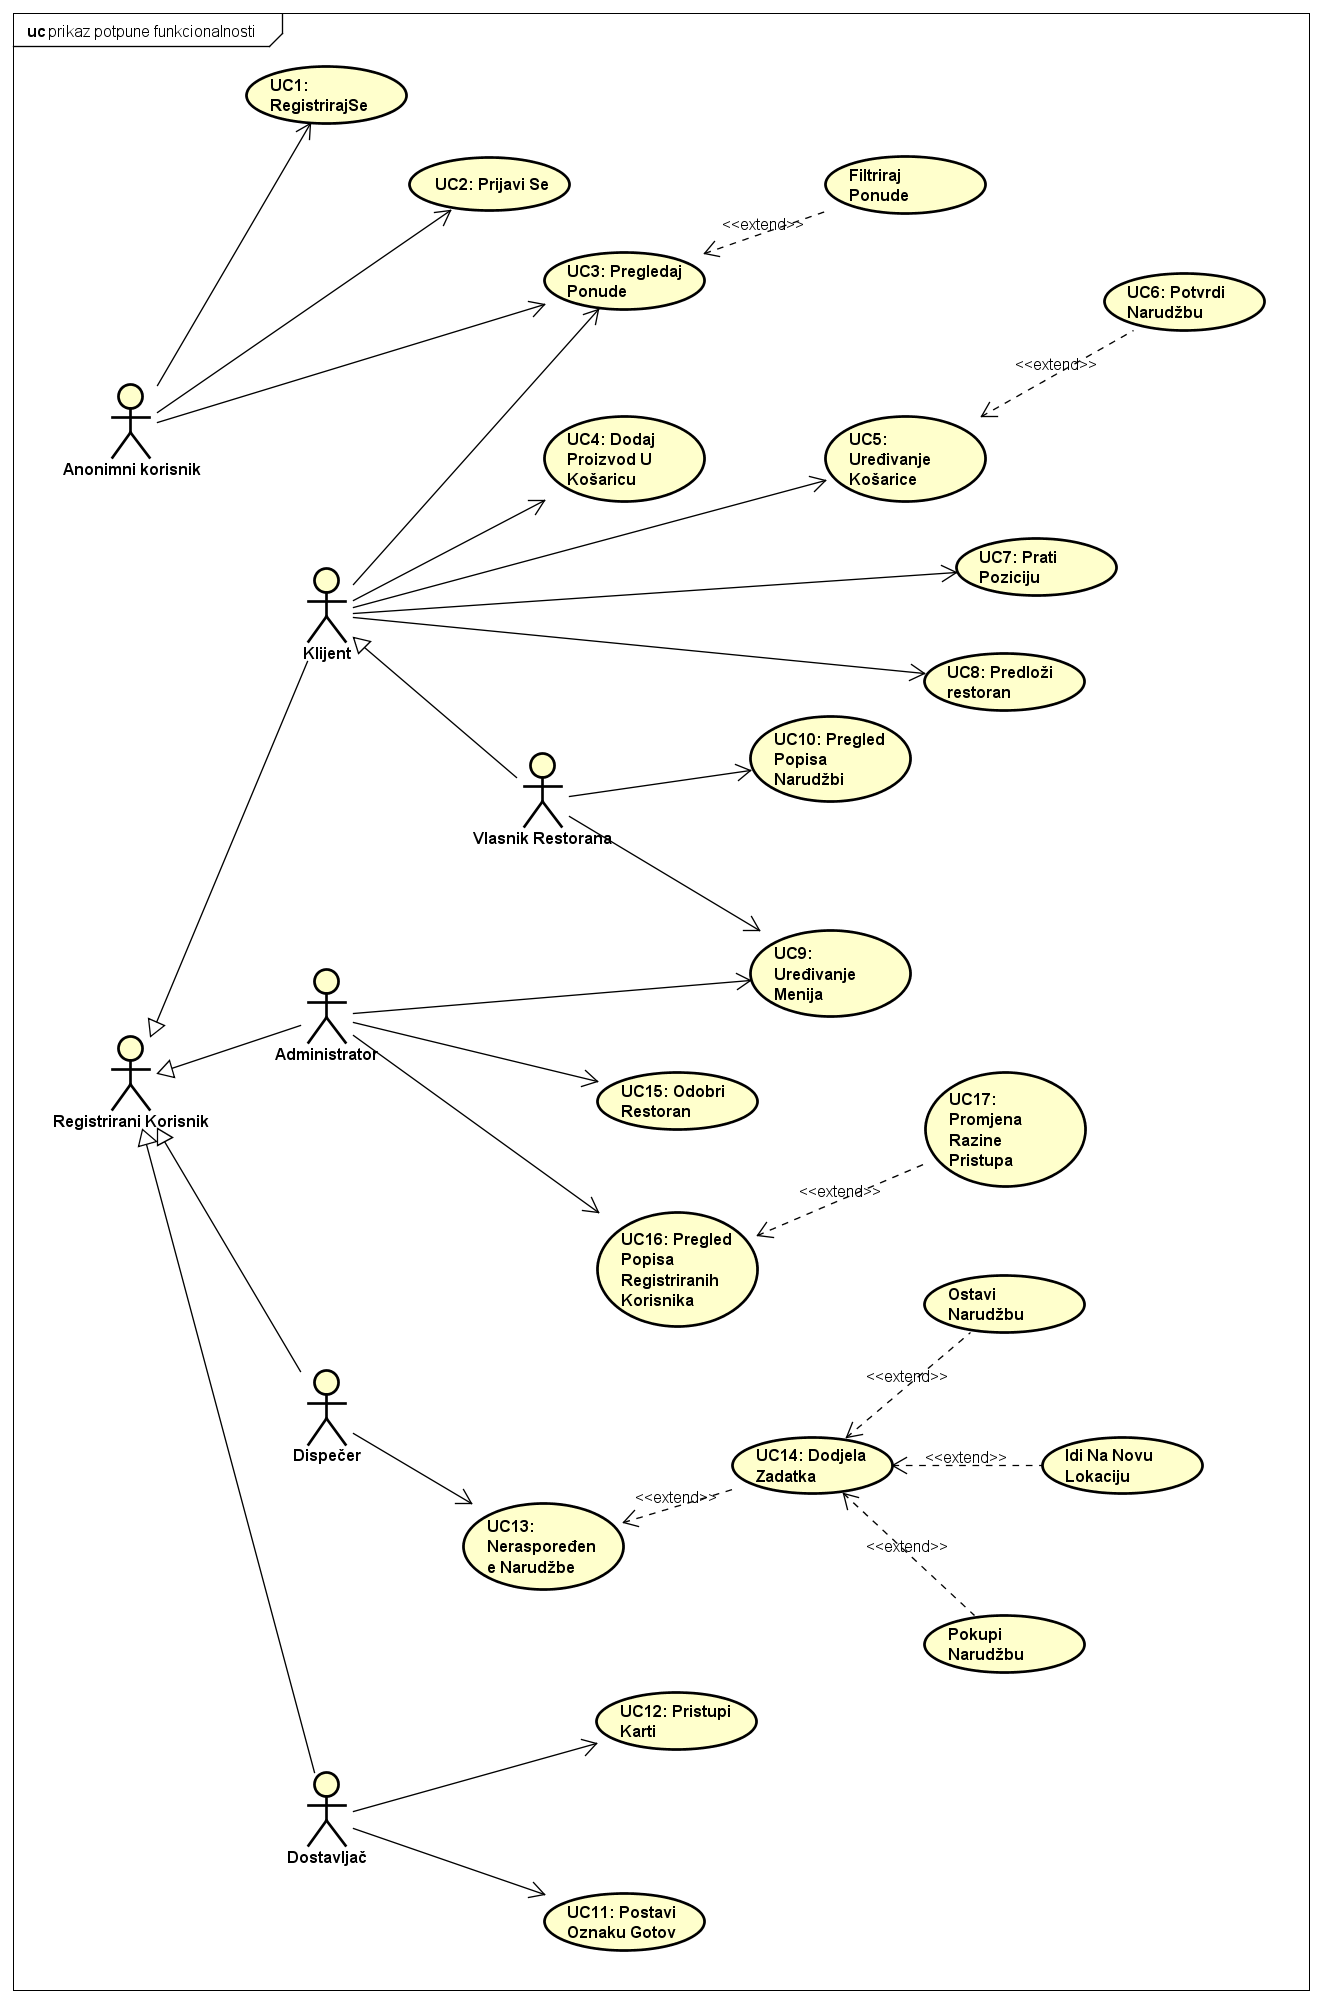 uc prikaz potpune funkcionalnosti
UC1:
RegistrirajSe
UC2: Prijavi Se
Filtriraj
Ponude
<<extend>>
UC3: Pregledaj
Ponude
UC6: Potvrdi
Narudžbu
<<extend>>
Anonimni korisnik
UC4: Dodaj
Proizvod U
Košaricu
UC5:
Uređivanje
Košarice
UC7: Prati
Poziciju
Klijent
UC8: Predloži
restoran
UC10: Pregled
Popisa
Narudžbi
Vlasnik Restorana
UC9:
Uređivanje
Menija
Administrator
Registrirani Korisnik
UC15: Odobri
Restoran
UC17:
Promjena
Razine
Pristupa
<<extend>>
UC16: Pregled
Popisa
Registriranih
Korisnika
Ostavi
Narudžbu
<<extend>>
Dispečer
UC14: Dodjela
Zadatka
<<extend>>
Idi Na Novu
Lokaciju
<<extend>>
UC13:
Neraspoređen
e Narudžbe
<<extend>>
Pokupi
Narudžbu
UC12: Pristupi
Karti
Dostavljač
UC11: Postavi
Oznaku Gotov